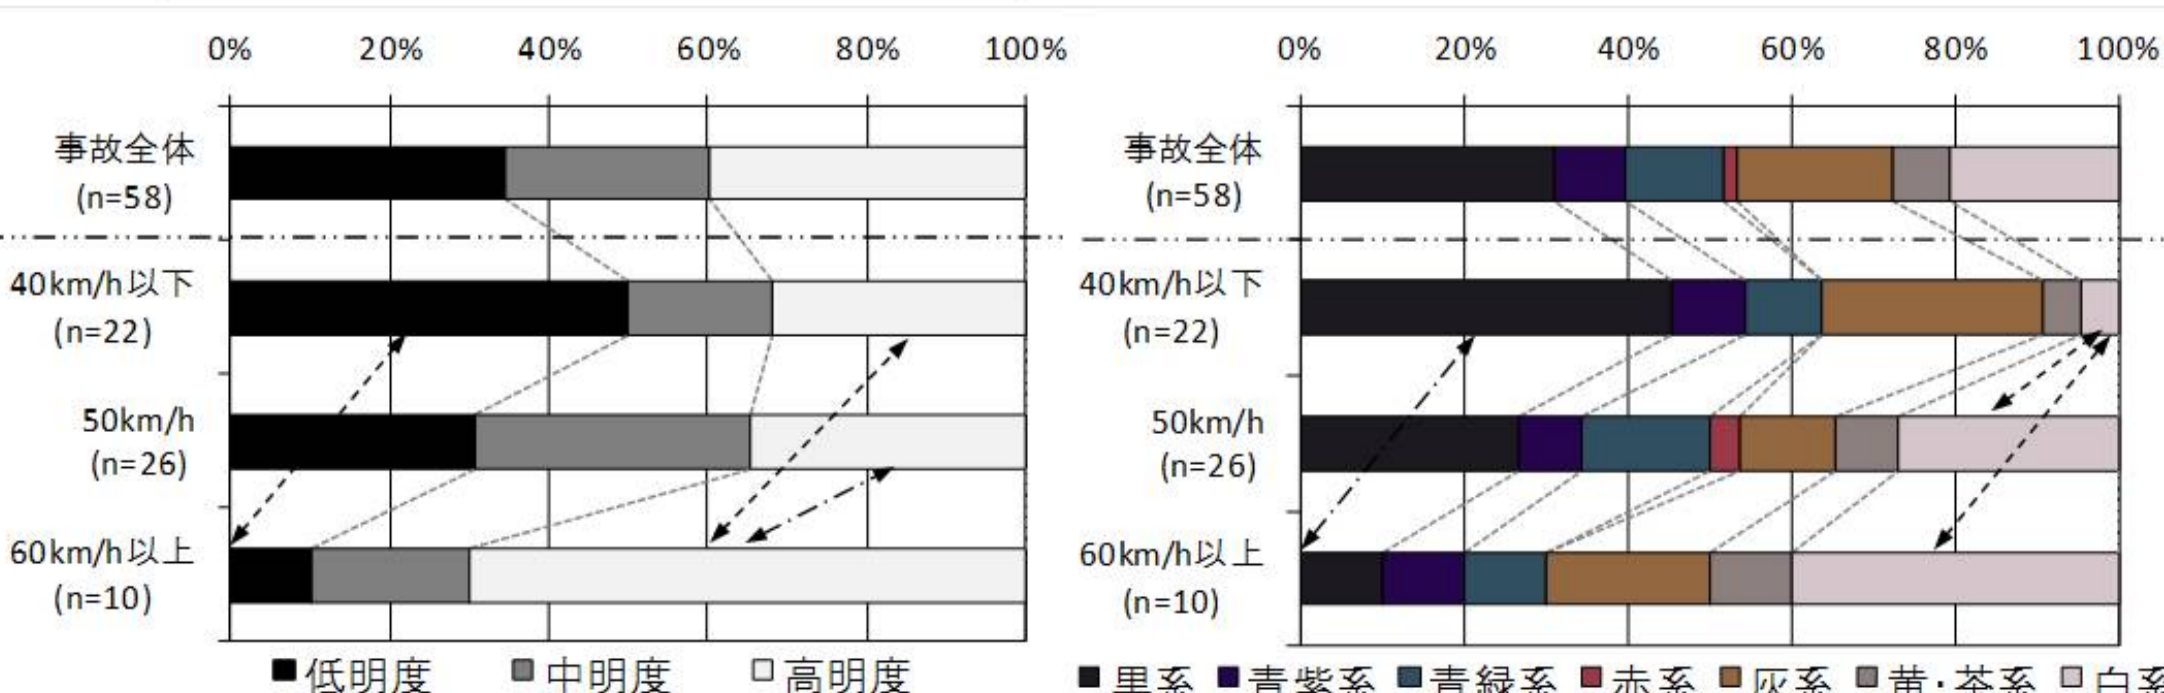 0% 20% 40% 60% 80% 100%
事故全体
(n=58)
40km/h以下
(n=22)
50km/h
(n=26)
60km/h以上
(n=10)
低明度 中明度 高明度
0% 20% 40% 60% 80% 100%
事故全体
(n=58)
40km/h以下
(n=22)
50km/h
(n=26)
60km/h以上
(n=10)
黒系 青紫系 青緑系 赤系 灰系 黄・茶系 白系